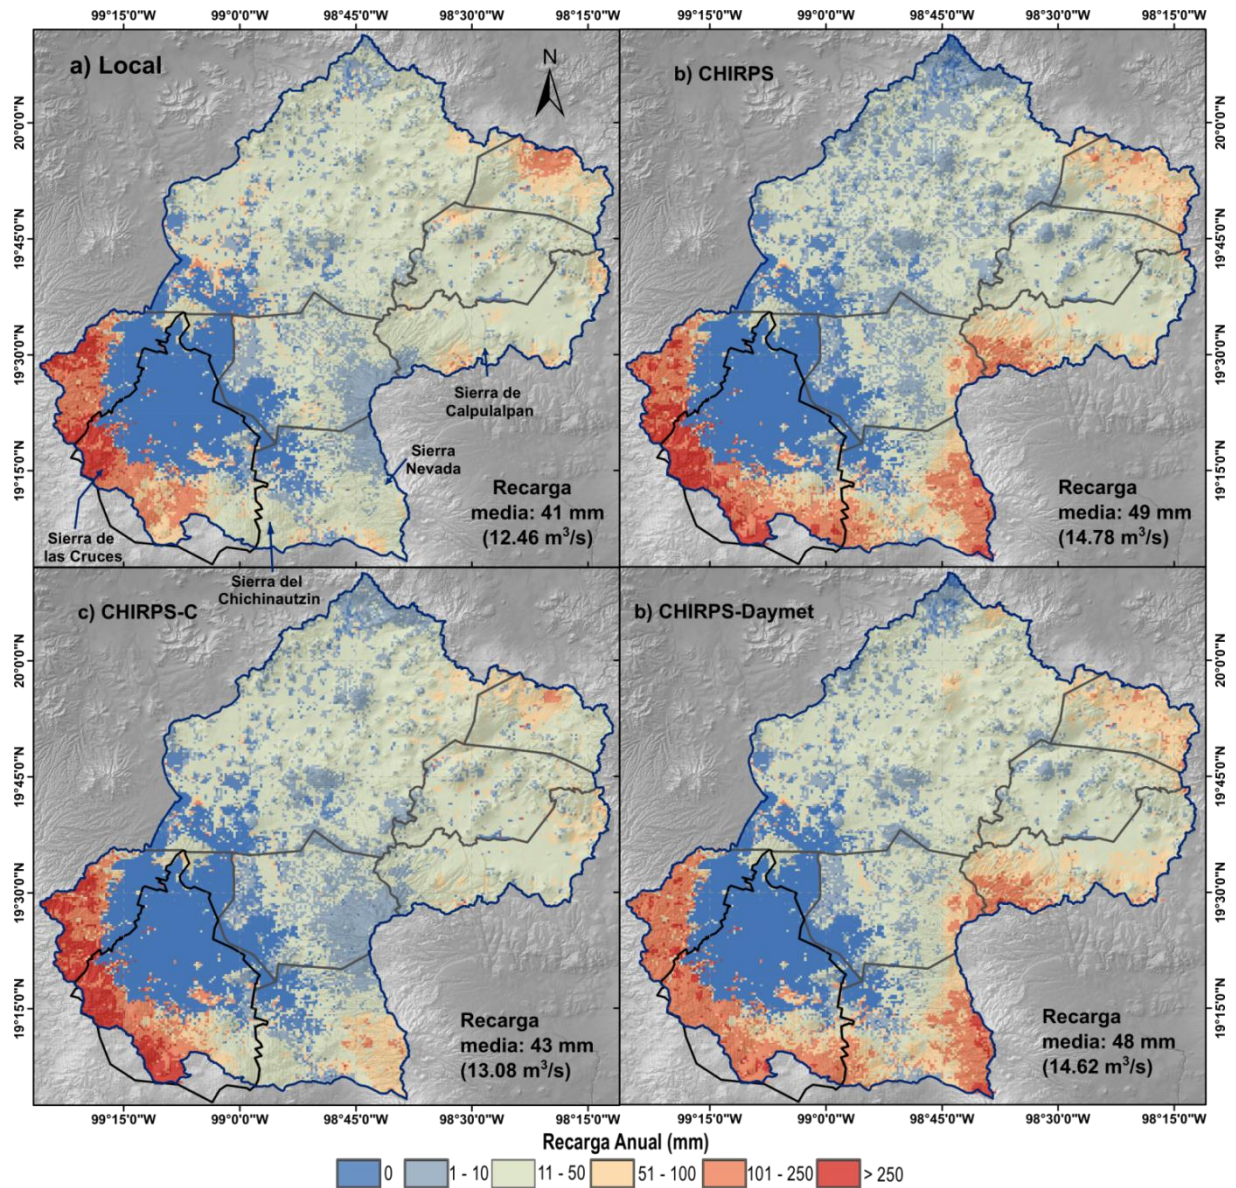 99°15'0"W 99°0'0"W 98°45'0"W 98°30'0"W 98°15'0"W 99°15'0"W 99°0'0"W 98°45'0"W 98°30'0"W 98°15'0"W
a) Local
N
20°0'0"N
19°45'0"N
19°30'0"N
19°15'0"N
Sierra de
Calpulalpan
Sierra
Nevada
Recarga
media: 41 mm
(12.46 m³/s)
Sierra de
las Cruces
Sierra del
Chichinautzin
b) CHIRPS
20°0'0"N
19°45'0"N
19°30'0"N
19°15'0"N
Recarga
media: 49 mm
(14.78 m³/s)
c) CHIRPS-C
20°0'0"N
19°45'0"N
19°30'0"N
19°15'0"N
Recarga
media: 43 mm
(13.08 m³/s)
b) CHIRPS-Daymet
20°0'0"N
19°45'0"N
19°30'0"N
19°15'0"N
Recarga
media: 48 mm
(14.62 m³/s)
99°15'0"W 99°0'0"W 98°45'0"W 98°30'0"W 98°15'0"W 99°15'0"W 99°0'0"W 98°45'0"W 98°30'0"W 98°15'0"W
Recarga Anual (mm)
0 1 - 10 11 - 50 51 - 100 101 - 250 > 250